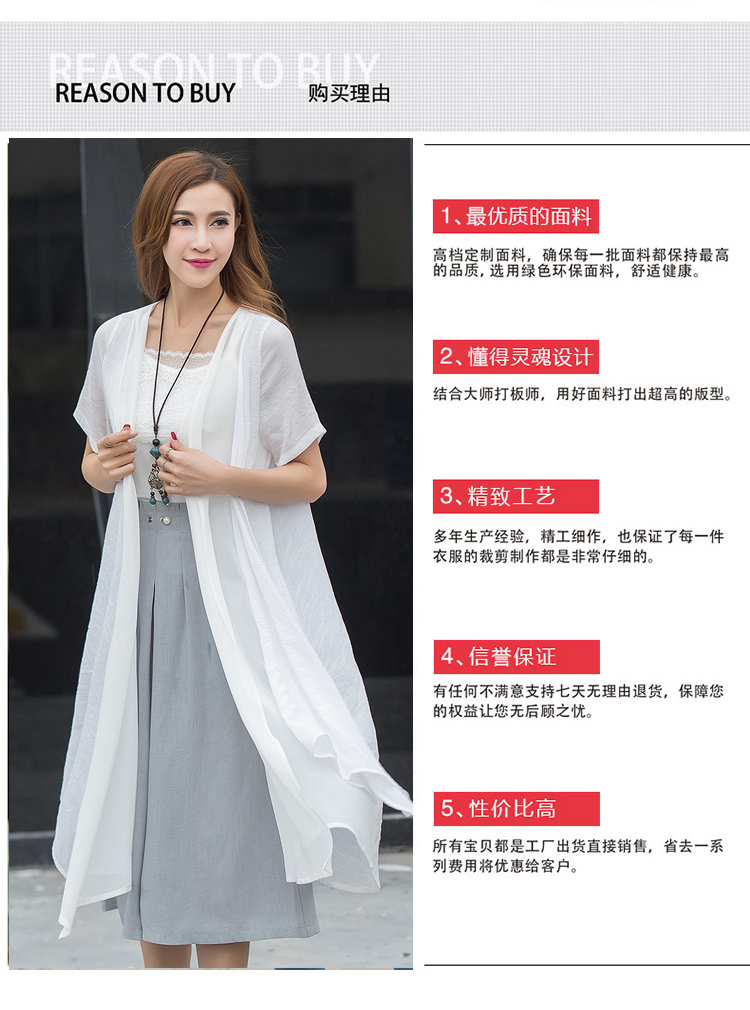 REASON TO BUY
REASON TO BUY 购买理由
1、最优质的面料
高档定制面料，确保每一批面料都保持最高
的品质，选用绿色环保面料，舒适健康。
2、懂得灵魂设计
结合大师打板师，用好面料打出超高的版型。
3、精致工艺
多年生产经验，精工细作，也保证了每一件
衣服的裁剪制作都是非常仔细的。
4、信誉保证
有任何不满意支持七天无理由退货，保障您
的权益让您无后顾之忧。
5、性价比高
所有宝贝都是工厂出货直接销售，省去一系
列费用将优惠给客户。